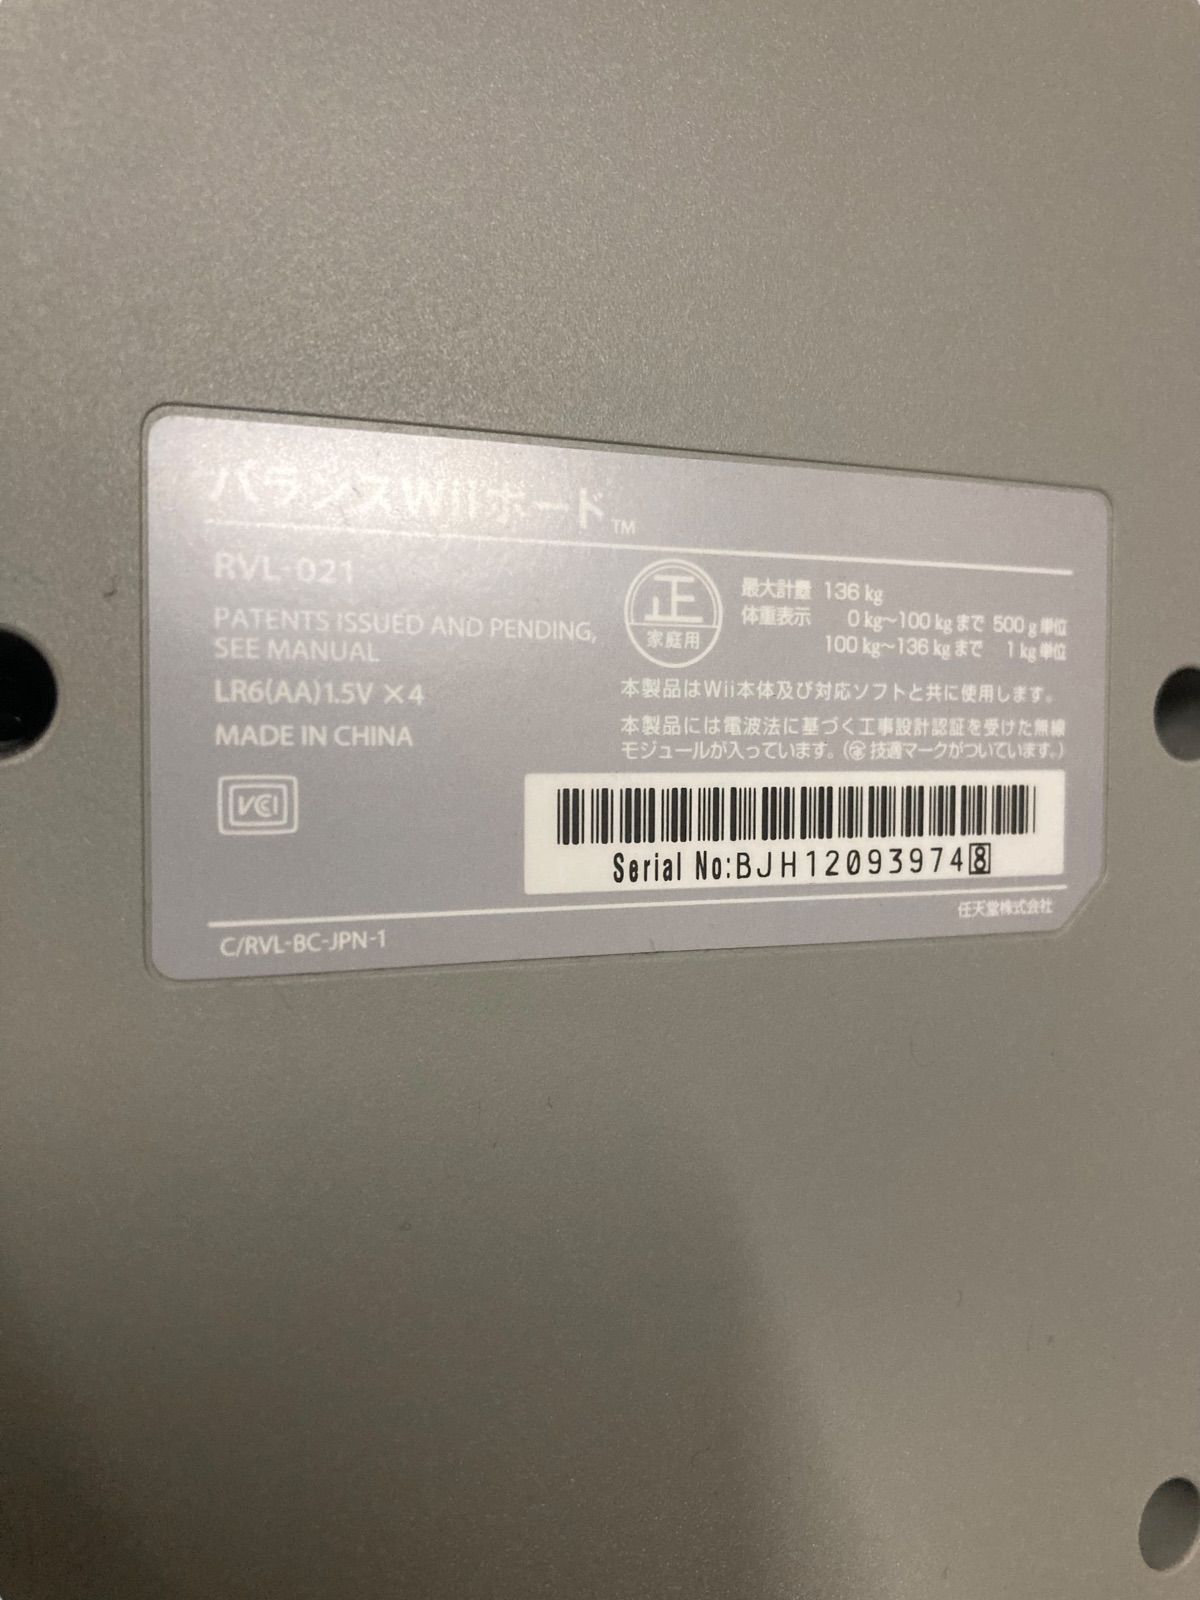 バランスWiiボード™
RVL-021
PATENTS ISSUED AND PENDING,
SEE MANUAL
LR6(AA)1.5V ×4
MADE IN CHINA
VCI
正
家庭用
最大計量 136 kg
体重表示 0 kg～100 kgまで 500 g単位
100 kg～136 kgまで 1 kg単位
本製品はWii本体及び対応ソフトと共に使用します。
本製品には電波法に基づく工事設計認証を受けた無線
モジュールが入っています。( 技適マークがついています。)
Serial No:BJH120939748
任天堂株式会社
C/RVL-BC-JPN-1